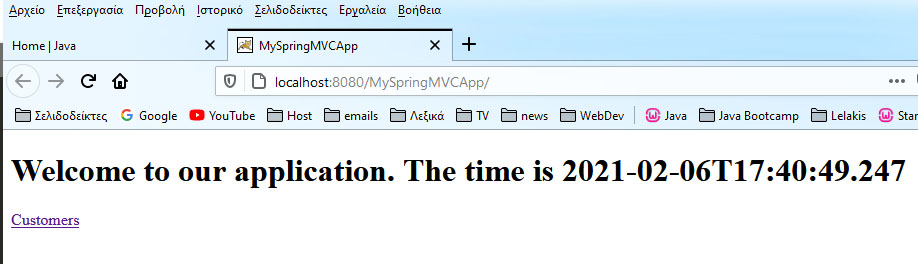 Αρχείο Επεξεργασία Προβολή Ιστορικό Σελιδοδείκτες Εργαλεία Βοήθεια
Home | Java MySpringMVCApp
localhost:8080/MySpringMVCApp/
Σελιδοδείκτες Google YouTube Host emails Λεξικά TV news WebDev Java Java Bootcamp Lelakis Star
Welcome to our application. The time is 2021-02-06T17:40:49.247
Customers